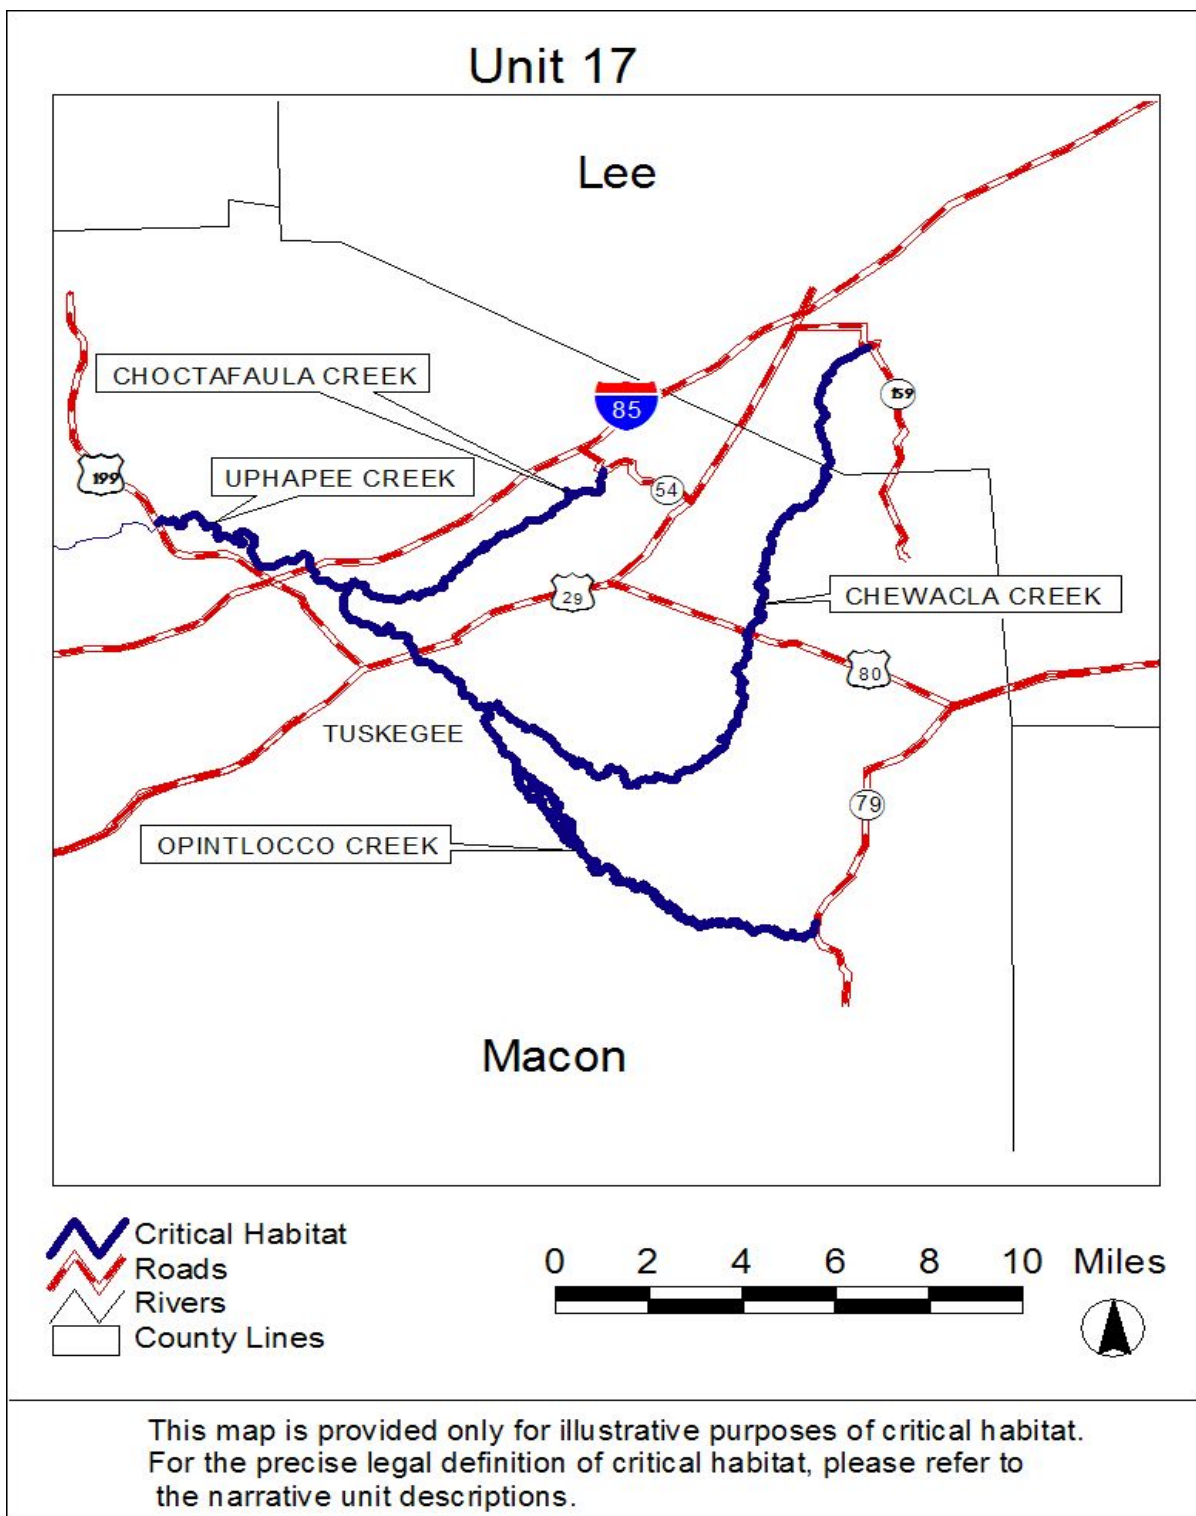 Unit 17
Lee
CHOCTAFAULA CREEK
85
159
199
UPHAPEE CREEK
54
29
CHEWACLA CREEK
80
TUSKEGEE
79
OPINTLOCCO CREEK
Macon
Critical Habitat
Roads
Rivers
County Lines
0 2 4 6 8 10 Miles
This map is provided only for illustrative purposes of critical habitat.
For the precise legal definition of critical habitat, please refer to
the narrative unit descriptions.